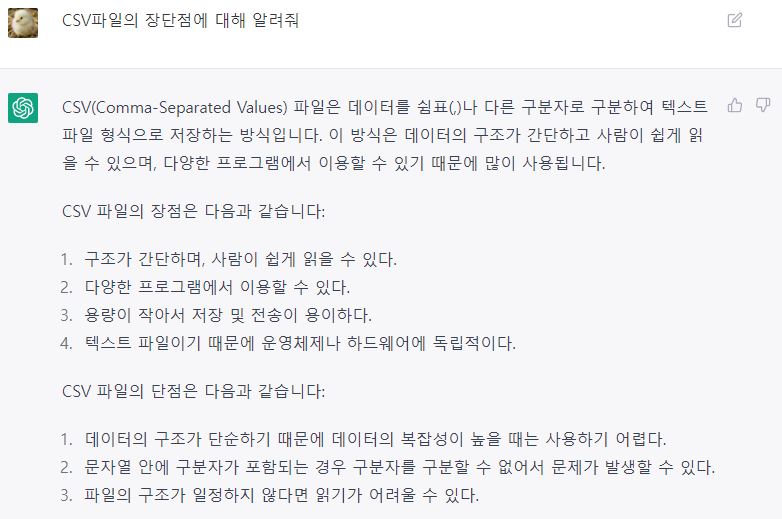 CSV파일의 장단점에 대해 알려줘
CSV(Comma-Separated Values) 파일은 데이터를 쉼표(,)나 다른 구분자로 구분하여 텍스트
파일 형식으로 저장하는 방식입니다. 이 방식은 데이터의 구조가 간단하고 사람이 쉽게 읽
을 수 있으며, 다양한 프로그램에서 이용할 수 있기 때문에 많이 사용됩니다.
CSV 파일의 장점은 다음과 같습니다:
1. 구조가 간단하며, 사람이 쉽게 읽을 수 있다.
2. 다양한 프로그램에서 이용할 수 있다.
3. 용량이 작아서 저장 및 전송이 용이하다.
4. 텍스트 파일이기 때문에 운영체제나 하드웨어에 독립적이다.
CSV 파일의 단점은 다음과 같습니다:
1. 데이터의 구조가 단순하기 때문에 데이터의 복잡성이 높을 때는 사용하기 어렵다.
2. 문자열 안에 구분자가 포함되는 경우 구분자를 구분할 수 없어서 문제가 발생할 수 있다.
3. 파일의 구조가 일정하지 않다면 읽기가 어려울 수 있다.